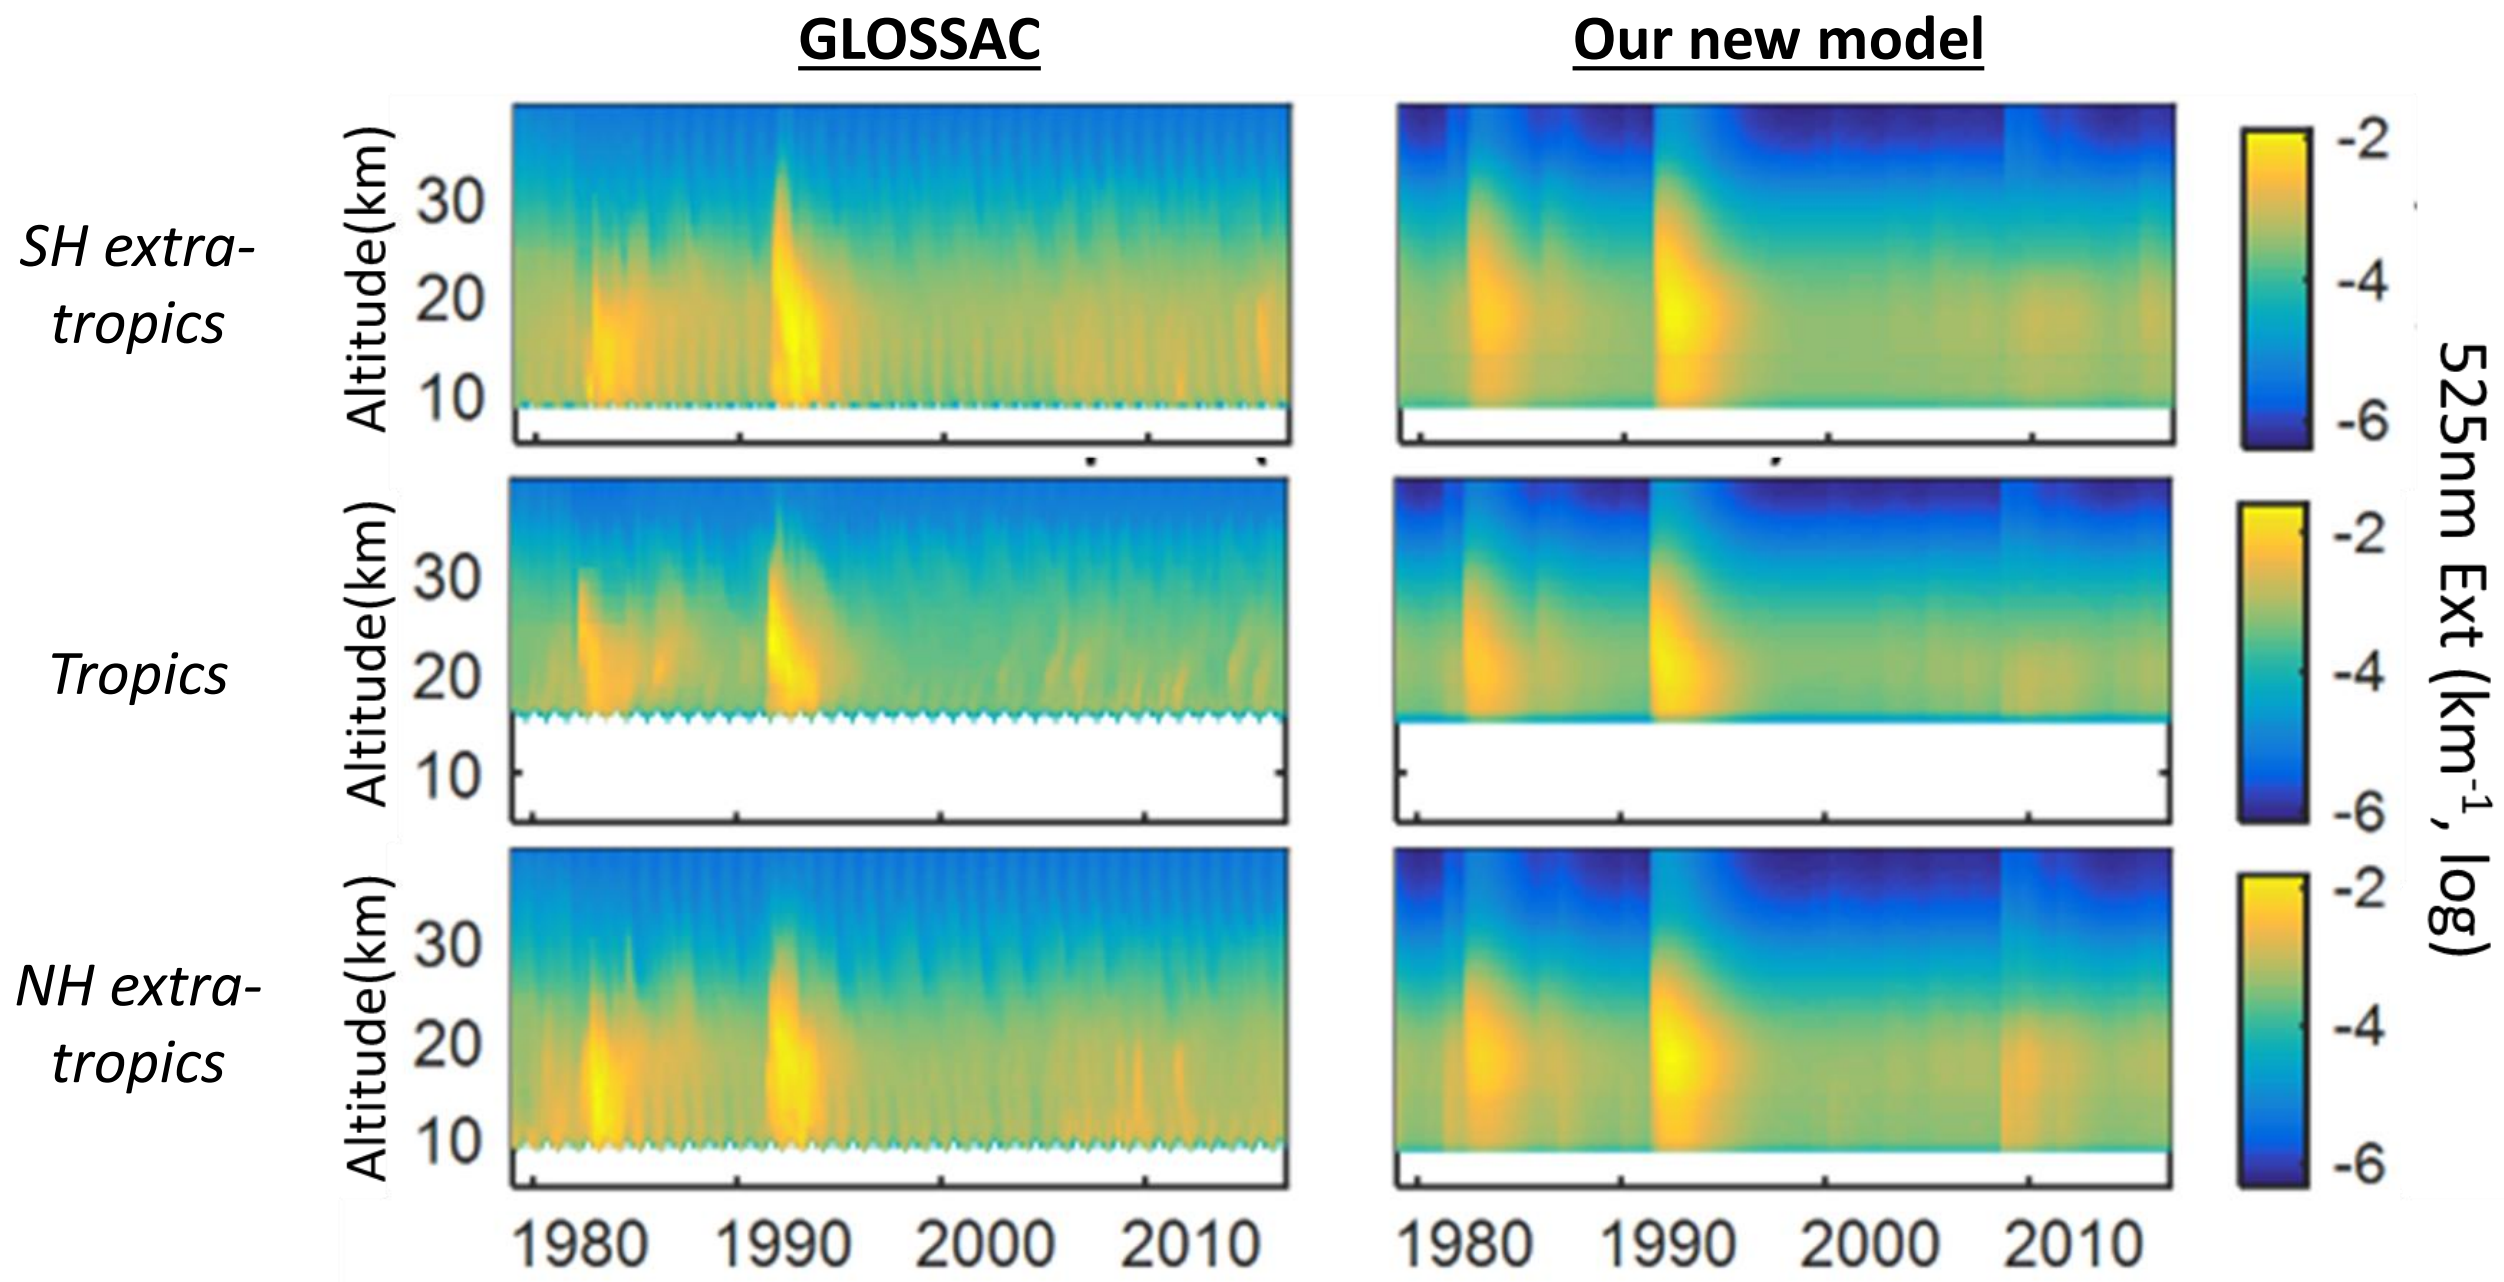 GLOSSAC
Our new model
SH extra-
tropics
Altitude(km)
30
20
10
-2
-4
-6
Tropics
Altitude(km)
30
20
10
-2
-4
-6
NH extra-
tropics
Altitude(km)
30
20
10
-2
-4
-6
525nm Ext (km⁻¹, log)
1980 1990 2000 2010
1980 1990 2000 2010